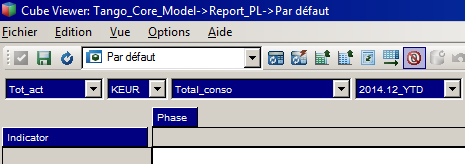 Cube Viewer: Tango_Core_Model->Report_PL->Par défaut
Fichier Edition Vue Options Aide
Par défaut
Tot_act KEUR Total_conso 2014.12_YTD
Phase
Indicator